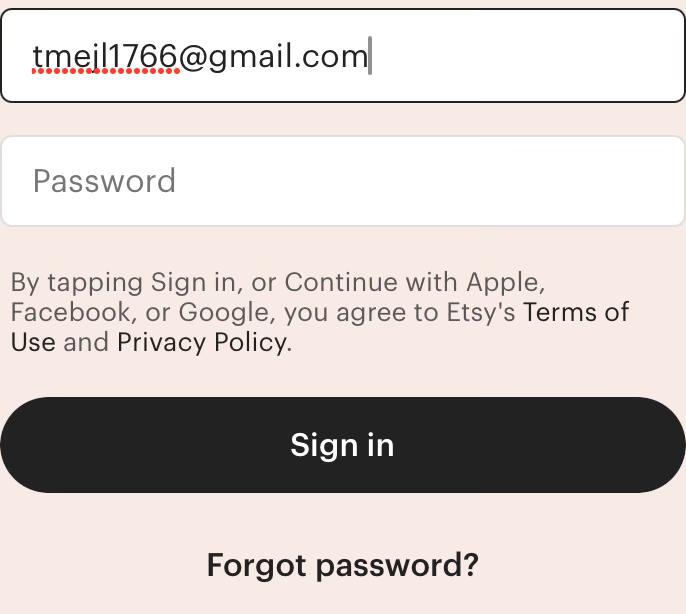 tmejl1766@gmail.com
Password
By tapping Sign in, or Continue with Apple,
Facebook, or Google, you agree to Etsy's Terms of
Use and Privacy Policy.
Sign in
Forgot password?